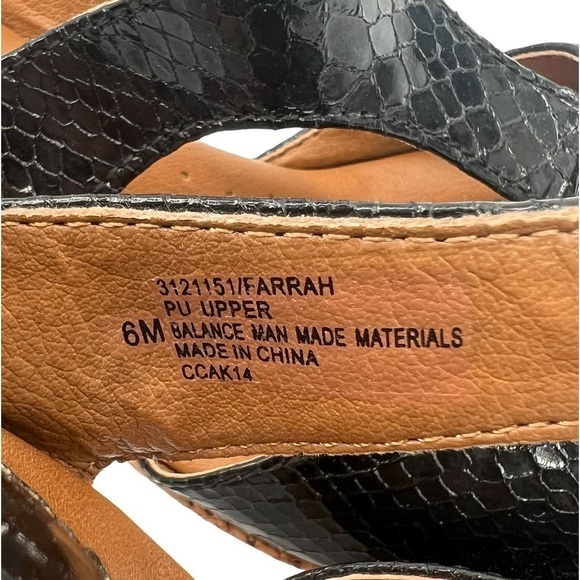 3121151/FARRAH
PU UPPER
6M BALANCE MAN MADE MATERIALS
MADE IN CHINA
CCAK14